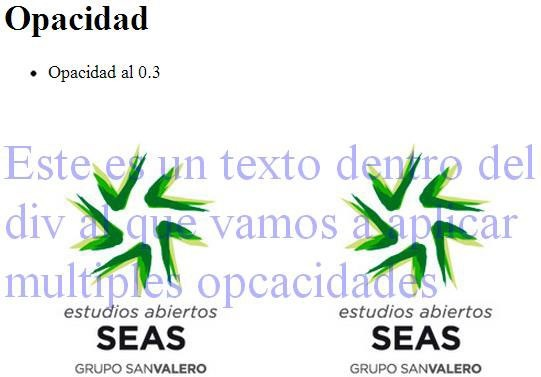 Opacidad
Opacidad al 0.3
Este es un texto dentro del
div al que vamos a aplicar
multiples opcacidades
estudios abiertos estudios abiertos
SEAS SEAS
GRUPO SANVALERO GRUPO SANVALERO